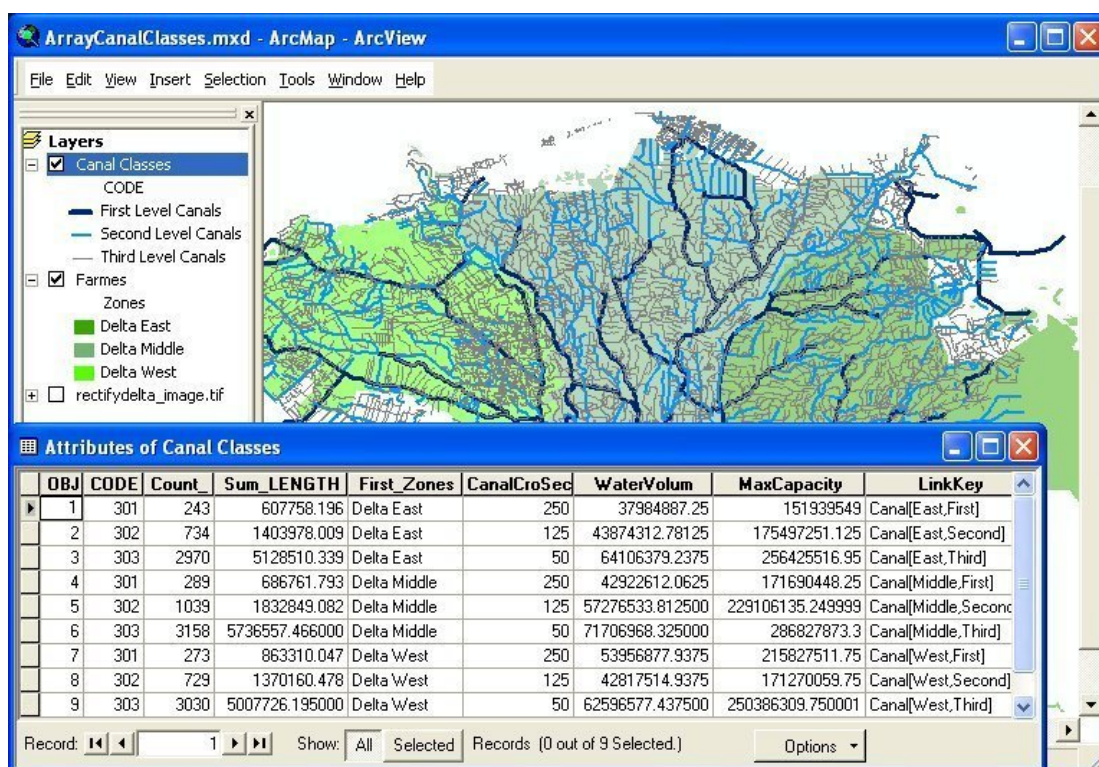 ArrayCanalClasses.mxd - ArcMap - ArcView
File Edit View Insert Selection Tools Window Help
Layers
Canal Classes
CODE
First Level Canals
Second Level Canals
Third Level Canals
Farmes
Zones
Delta East
Delta Middle
Delta West
rectifydelta_image.tif
Attributes of Canal Classes
OBJ CODE Count_ Sum_LENGTH First_Zones CanalCroSec WaterVolum MaxCapacity LinkKey
1 301 243 607758.196 Delta East 250 37984887.25 151939549 Canal[East,First]
2 302 734 1403978.009 Delta East 125 43874312.78125 175497251.125 Canal[East,Second]
3 303 2970 5128510.339 Delta East 50 64106379.2375 256425516.95 Canal[East,Third]
4 301 289 686761.793 Delta Middle 250 42922612.0625 171690448.25 Canal[Middle,First]
5 302 1039 1832849.082 Delta Middle 125 57276533.812500 229106135.249999 Canal[Middle,Second
6 303 3158 5736557.466000 Delta Middle 50 71706968.325000 286827873.3 Canal[Middle,Third]
7 301 273 863310.047 Delta West 250 53956877.9375 215827511.75 Canal[West,First]
8 302 729 1370160.478 Delta West 125 42817514.9375 171270059.75 Canal[West,Second]
9 303 3030 5007726.195000 Delta West 50 62596577.437500 250386309.750001 Canal[West,Third]
Record: 1 Show: All Selected Records (0 out of 9 Selected.) Options